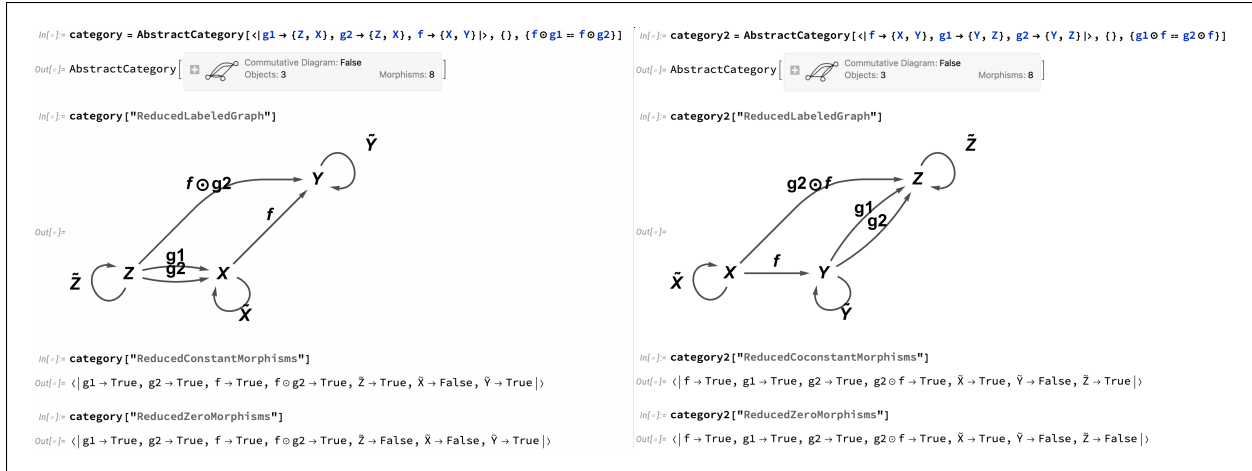 In[◦]:= category = AbstractCategory[<|g1 → {Z, X}, g2 → {Z, X}, f → {X, Y}|>, {}, {f⊙g1 == f⊙g2}]
Out[◦]= AbstractCategory[
Commutative Diagram: False
Objects: 3
Morphisms: 8
]
In[◦]:= category["ReducedLabeledGraph"]
Ỹ
f⊙g2
Y
f
Out[◦]=
g1
Z̃
Z
g2
X
X̃
In[◦]:= category["ReducedConstantMorphisms"]
Out[◦]= <|g1 → True, g2 → True, f → True, f⊙g2 → True, Z̃ → True, X̃ → False, Ỹ → True|>
In[◦]:= category["ReducedZeroMorphisms"]
Out[◦]= <|g1 → True, g2 → True, f → True, f⊙g2 → True, Z̃ → False, X̃ → False, Ỹ → True|>
In[◦]:= category2 = AbstractCategory[<|f → {X, Y}, g1 → {Y, Z}, g2 → {Y, Z}|>, {}, {g1⊙f == g2⊙f}]
Out[◦]= AbstractCategory[
Commutative Diagram: False
Objects: 3
Morphisms: 8
]
In[◦]:= category2["ReducedLabeledGraph"]
Z̃
g2⊙f
Z
g1
g2
Out[◦]=
f
X̃
X
Y
Ỹ
In[◦]:= category2["ReducedCoconstantMorphisms"]
Out[◦]= <|f → True, g1 → True, g2 → True, g2⊙f → True, X̃ → True, Ỹ → False, Z̃ → True|>
In[◦]:= category2["ReducedZeroMorphisms"]
Out[◦]= <|f → True, g1 → True, g2 → True, g2⊙f → True, X̃ → True, Ỹ → False, Z̃ → False|>